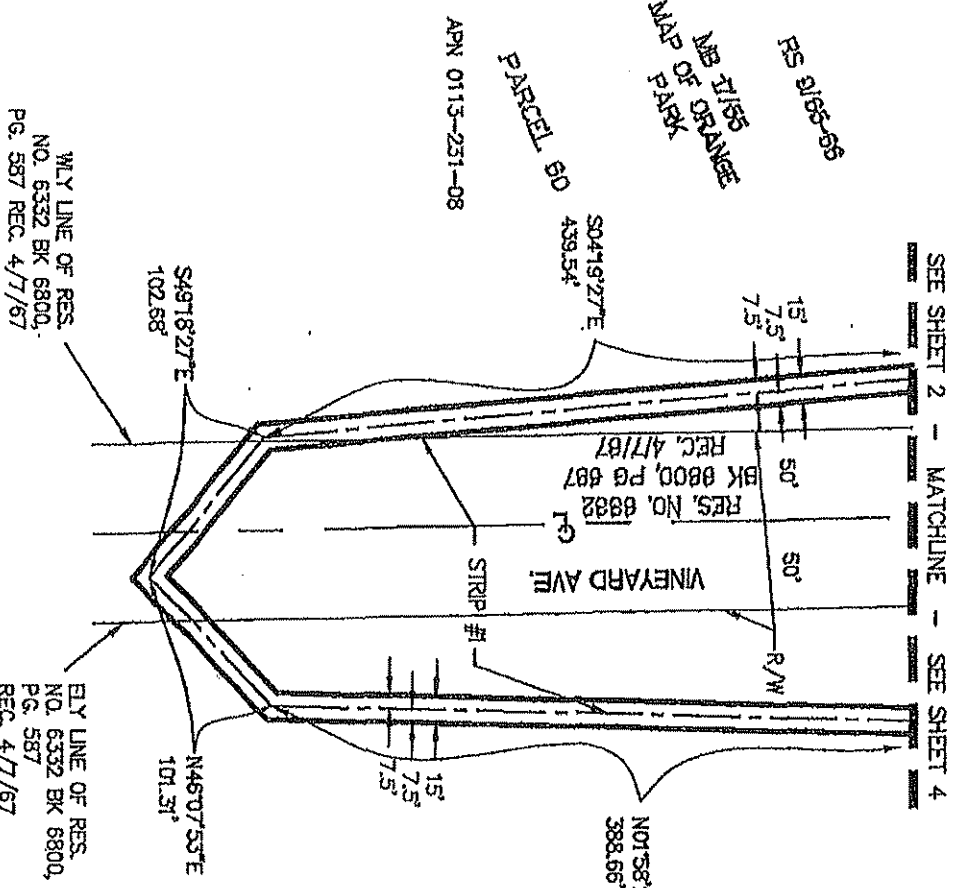 SEE SHEET 2 - MATCHLINE - SEE SHEET 4
RS 9/65-66
MB 17/55
MAP OF ORANGE
PARK
PARCEL 60
APN 0113-231-08
S04°19'27"E
439.54'
15'
7.5'
7.5'
50'
50'
RES. NO. 6332
BK 6800, PG 587
REC. 4/7/67
℄
VINEYARD AVE.
R/W
STRIP #1
15'
7.5'
7.5'
N01°58'
388.66'
S49°18'27"E
102.68'
N46°07'53"E
101.31'
WLY LINE OF RES.
NO. 6332 BK 6800,
PG. 587 REC. 4/7/67
ELY LINE OF RES.
NO. 6332 BK 6800,
PG. 587
REC. 4/7/67